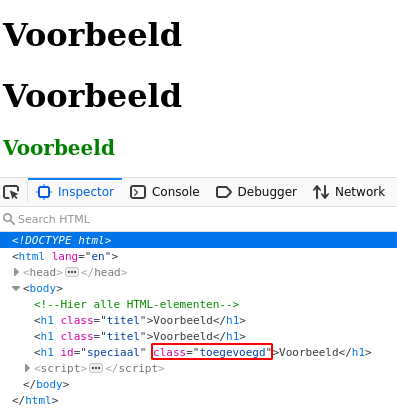 Voorbeeld
Voorbeeld
Voorbeeld
Inspector Console Debugger Network
Search HTML
<!DOCTYPE html>
<html lang="en">
<head>···</head>
<body>
<!--Hier alle HTML-elementen-->
<h1 class="titel">Voorbeeld</h1>
<h1 class="titel">Voorbeeld</h1>
<h1 id="speciaal" class="toegevoegd">Voorbeeld</h1>
<script>···</script>
</body>
</html>